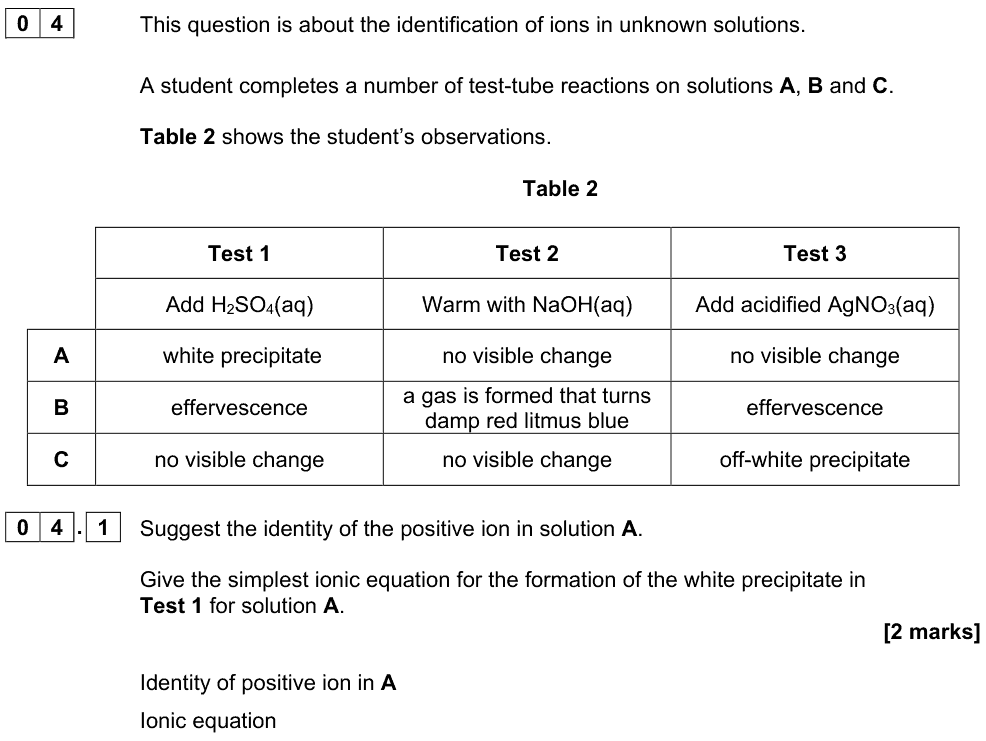 0 4 This question is about the identification of ions in unknown solutions.
A student completes a number of test-tube reactions on solutions A, B and C.
Table 2 shows the student’s observations.
Table 2
Test 1 Test 2 Test 3
Add H₂SO₄(aq) Warm with NaOH(aq) Add acidified AgNO₃(aq)
A white precipitate no visible change no visible change
B effervescence a gas is formed that turns damp red litmus blue effervescence
C no visible change no visible change off-white precipitate
0 4 . 1 Suggest the identity of the positive ion in solution A.
Give the simplest ionic equation for the formation of the white precipitate in
Test 1 for solution A.
[2 marks]
Identity of positive ion in A
Ionic equation